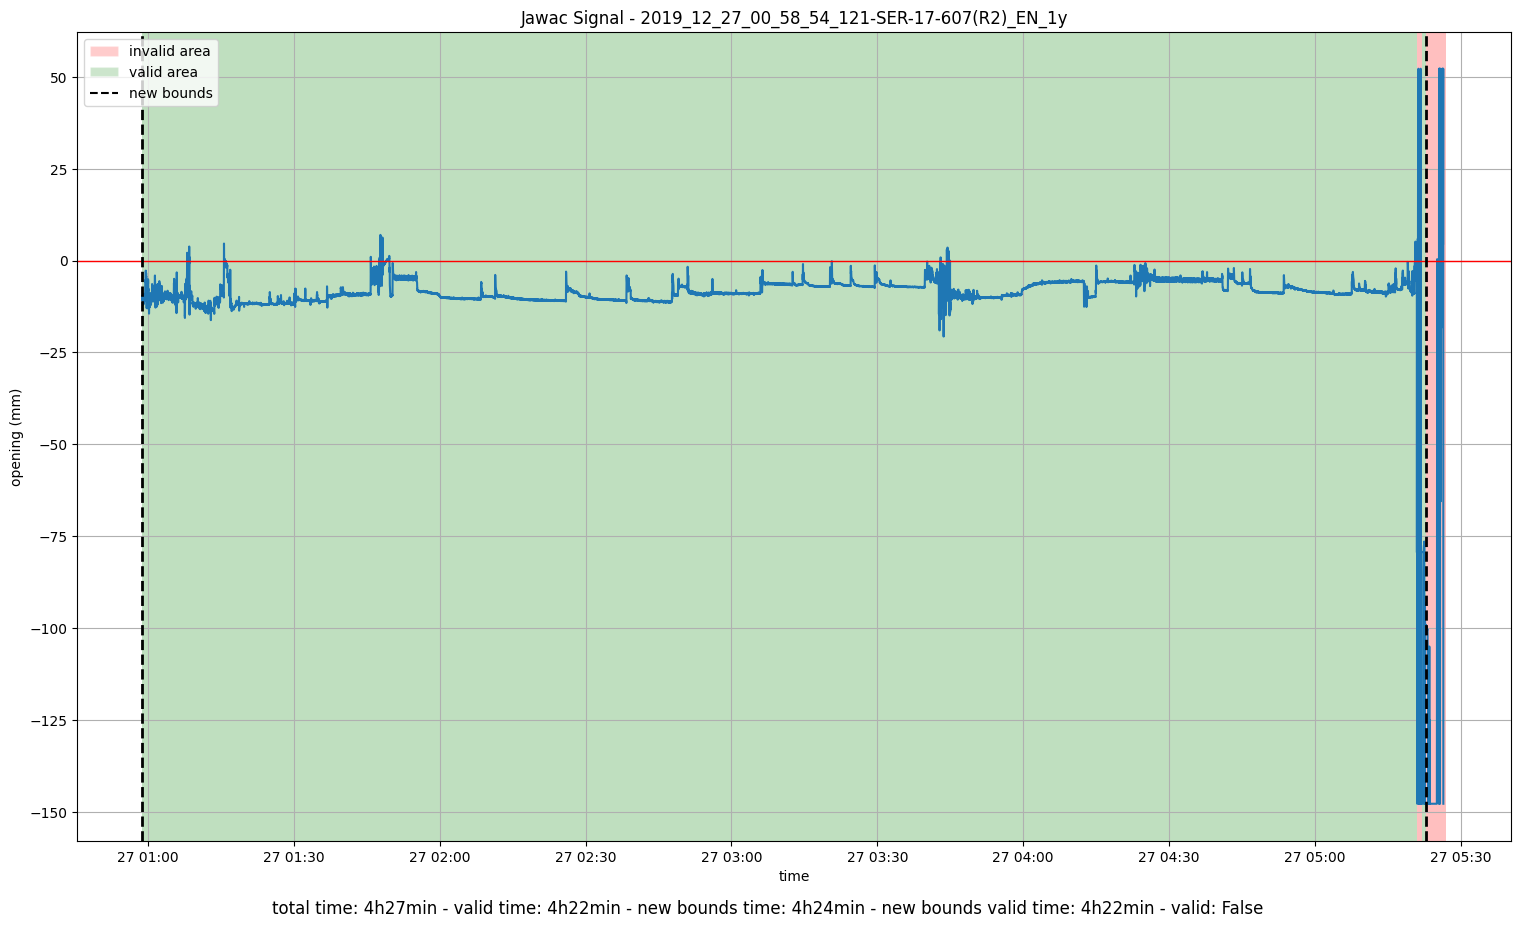 Jawac Signal - 2019_12_27_00_58_54_121-SER-17-607(R2)_EN_1y
invalid area
valid area
new bounds
50
25
0
−25
−50
−75
−100
−125
−150
opening (mm)
27 01:00
27 01:30
27 02:00
27 02:30
27 03:00
27 03:30
27 04:00
27 04:30
27 05:00
27 05:30
time
total time: 4h27min - valid time: 4h22min - new bounds time: 4h24min - new bounds valid time: 4h22min - valid: False